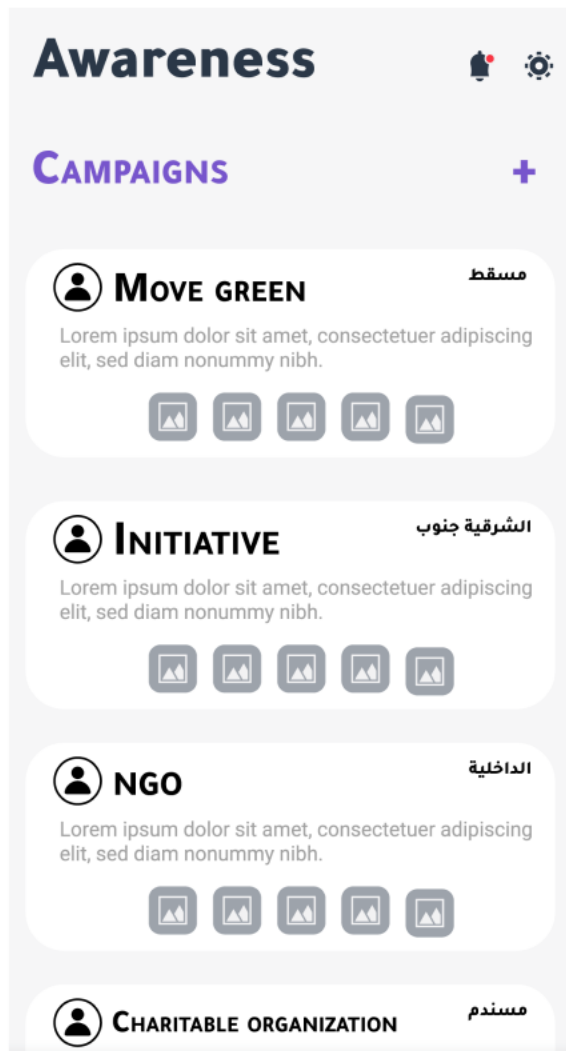 Awareness
Campaigns
+
Move green
مسقط
Lorem ipsum dolor sit amet, consectetuer adipiscing
elit, sed diam nonummy nibh.
Initiative
الشرقية جنوب
Lorem ipsum dolor sit amet, consectetuer adipiscing
elit, sed diam nonummy nibh.
NGO
الداخلية
Lorem ipsum dolor sit amet, consectetuer adipiscing
elit, sed diam nonummy nibh.
Charitable organization
مسندم